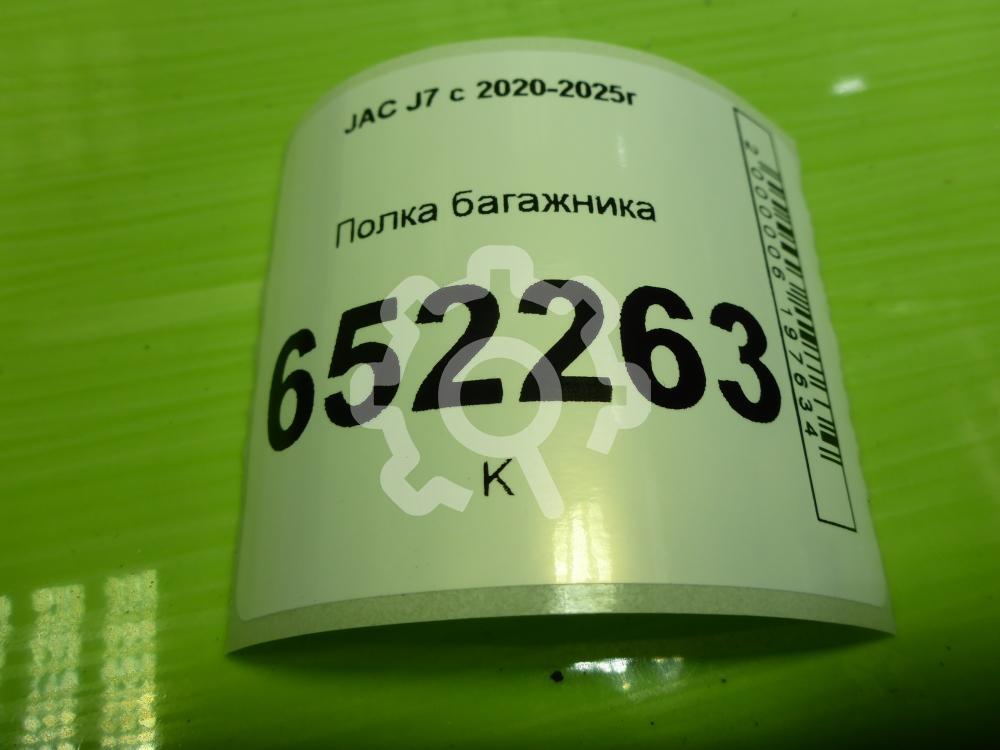 JAC J7 с 2020-2025г
Полка багажника
652263
К
2000006197634